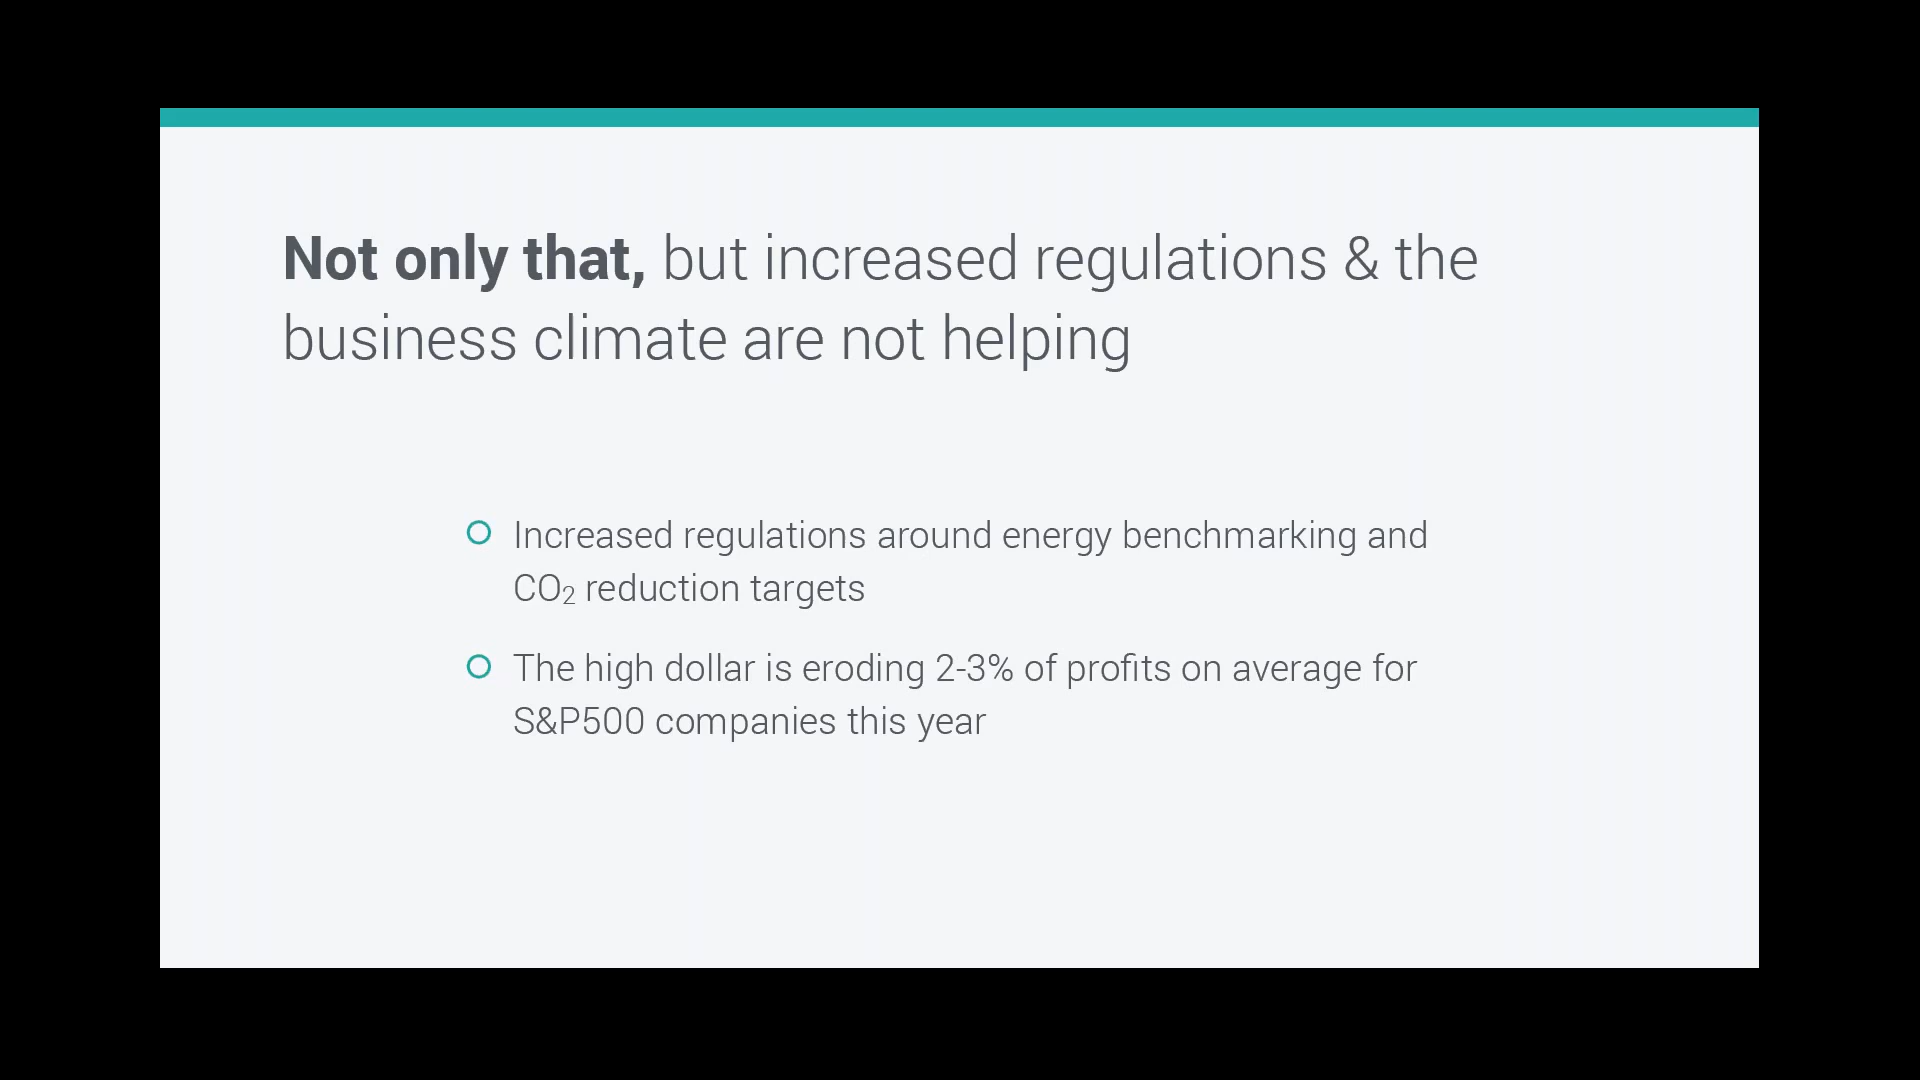 Not only that, but increased regulations & the
business climate are not helping
Increased regulations around energy benchmarking and
CO₂ reduction targets
The high dollar is eroding 2-3% of profits on average for
S&P500 companies this year